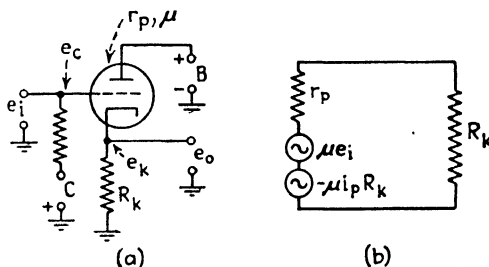 rp, μ
ec
+
B
-
ei
eo
ek
C
+
Rk
(a)
rp
μei
-μipRk
Rk
(b)